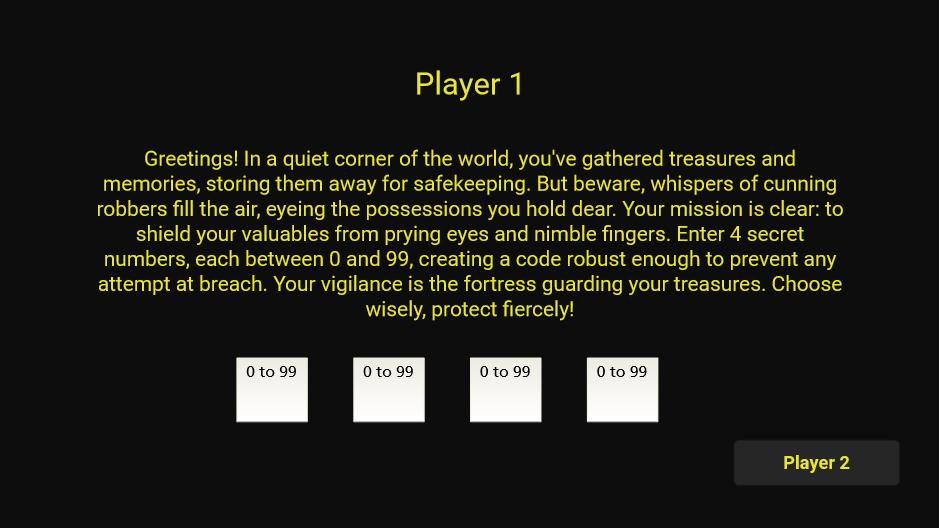 Player 1
Greetings! In a quiet corner of the world, you've gathered treasures and
memories, storing them away for safekeeping. But beware, whispers of cunning
robbers fill the air, eyeing the possessions you hold dear. Your mission is clear: to
shield your valuables from prying eyes and nimble fingers. Enter 4 secret
numbers, each between 0 and 99, creating a code robust enough to prevent any
attempt at breach. Your vigilance is the fortress guarding your treasures. Choose
wisely, protect fiercely!
0 to 99 0 to 99 0 to 99 0 to 99
Player 2